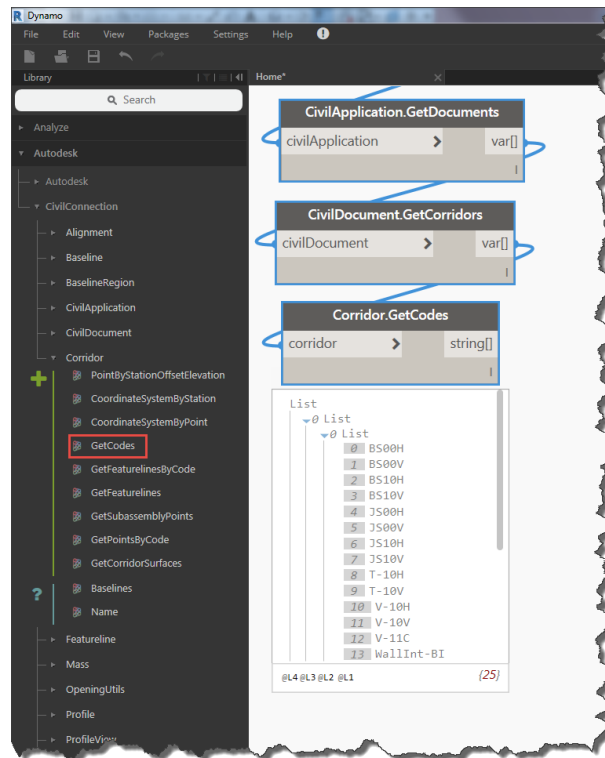 R Dynamo
File Edit View Packages Settings Help !
Library
Home*
Search
Analyze
Autodesk
Autodesk
CivilConnection
Alignment
Baseline
BaselineRegion
CivilApplication
CivilDocument
Corridor
PointByStationOffsetElevation
CoordinateSystemByStation
CoordinateSystemByPoint
GetCodes
GetFeaturelinesByCode
GetFeaturelines
GetSubassemblyPoints
GetPointsByCode
GetCorridorSurfaces
?
Baselines
Name
Featureline
Mass
OpeningUtils
Profile
ProfileView
CivilApplication.GetDocuments
civilApplication > var[]
l
CivilDocument.GetCorridors
civilDocument > var[]
l
Corridor.GetCodes
corridor > string[]
l
List
0 List
0 List
0 BS00H
1 BS00V
2 BS10H
3 BS10V
4 JS00H
5 JS00V
6 JS10H
7 JS10V
8 T-10H
9 T-10V
10 V-10H
11 V-10V
12 V-11C
13 WallInt-BI
@L4 @L3 @L2 @L1 {25}